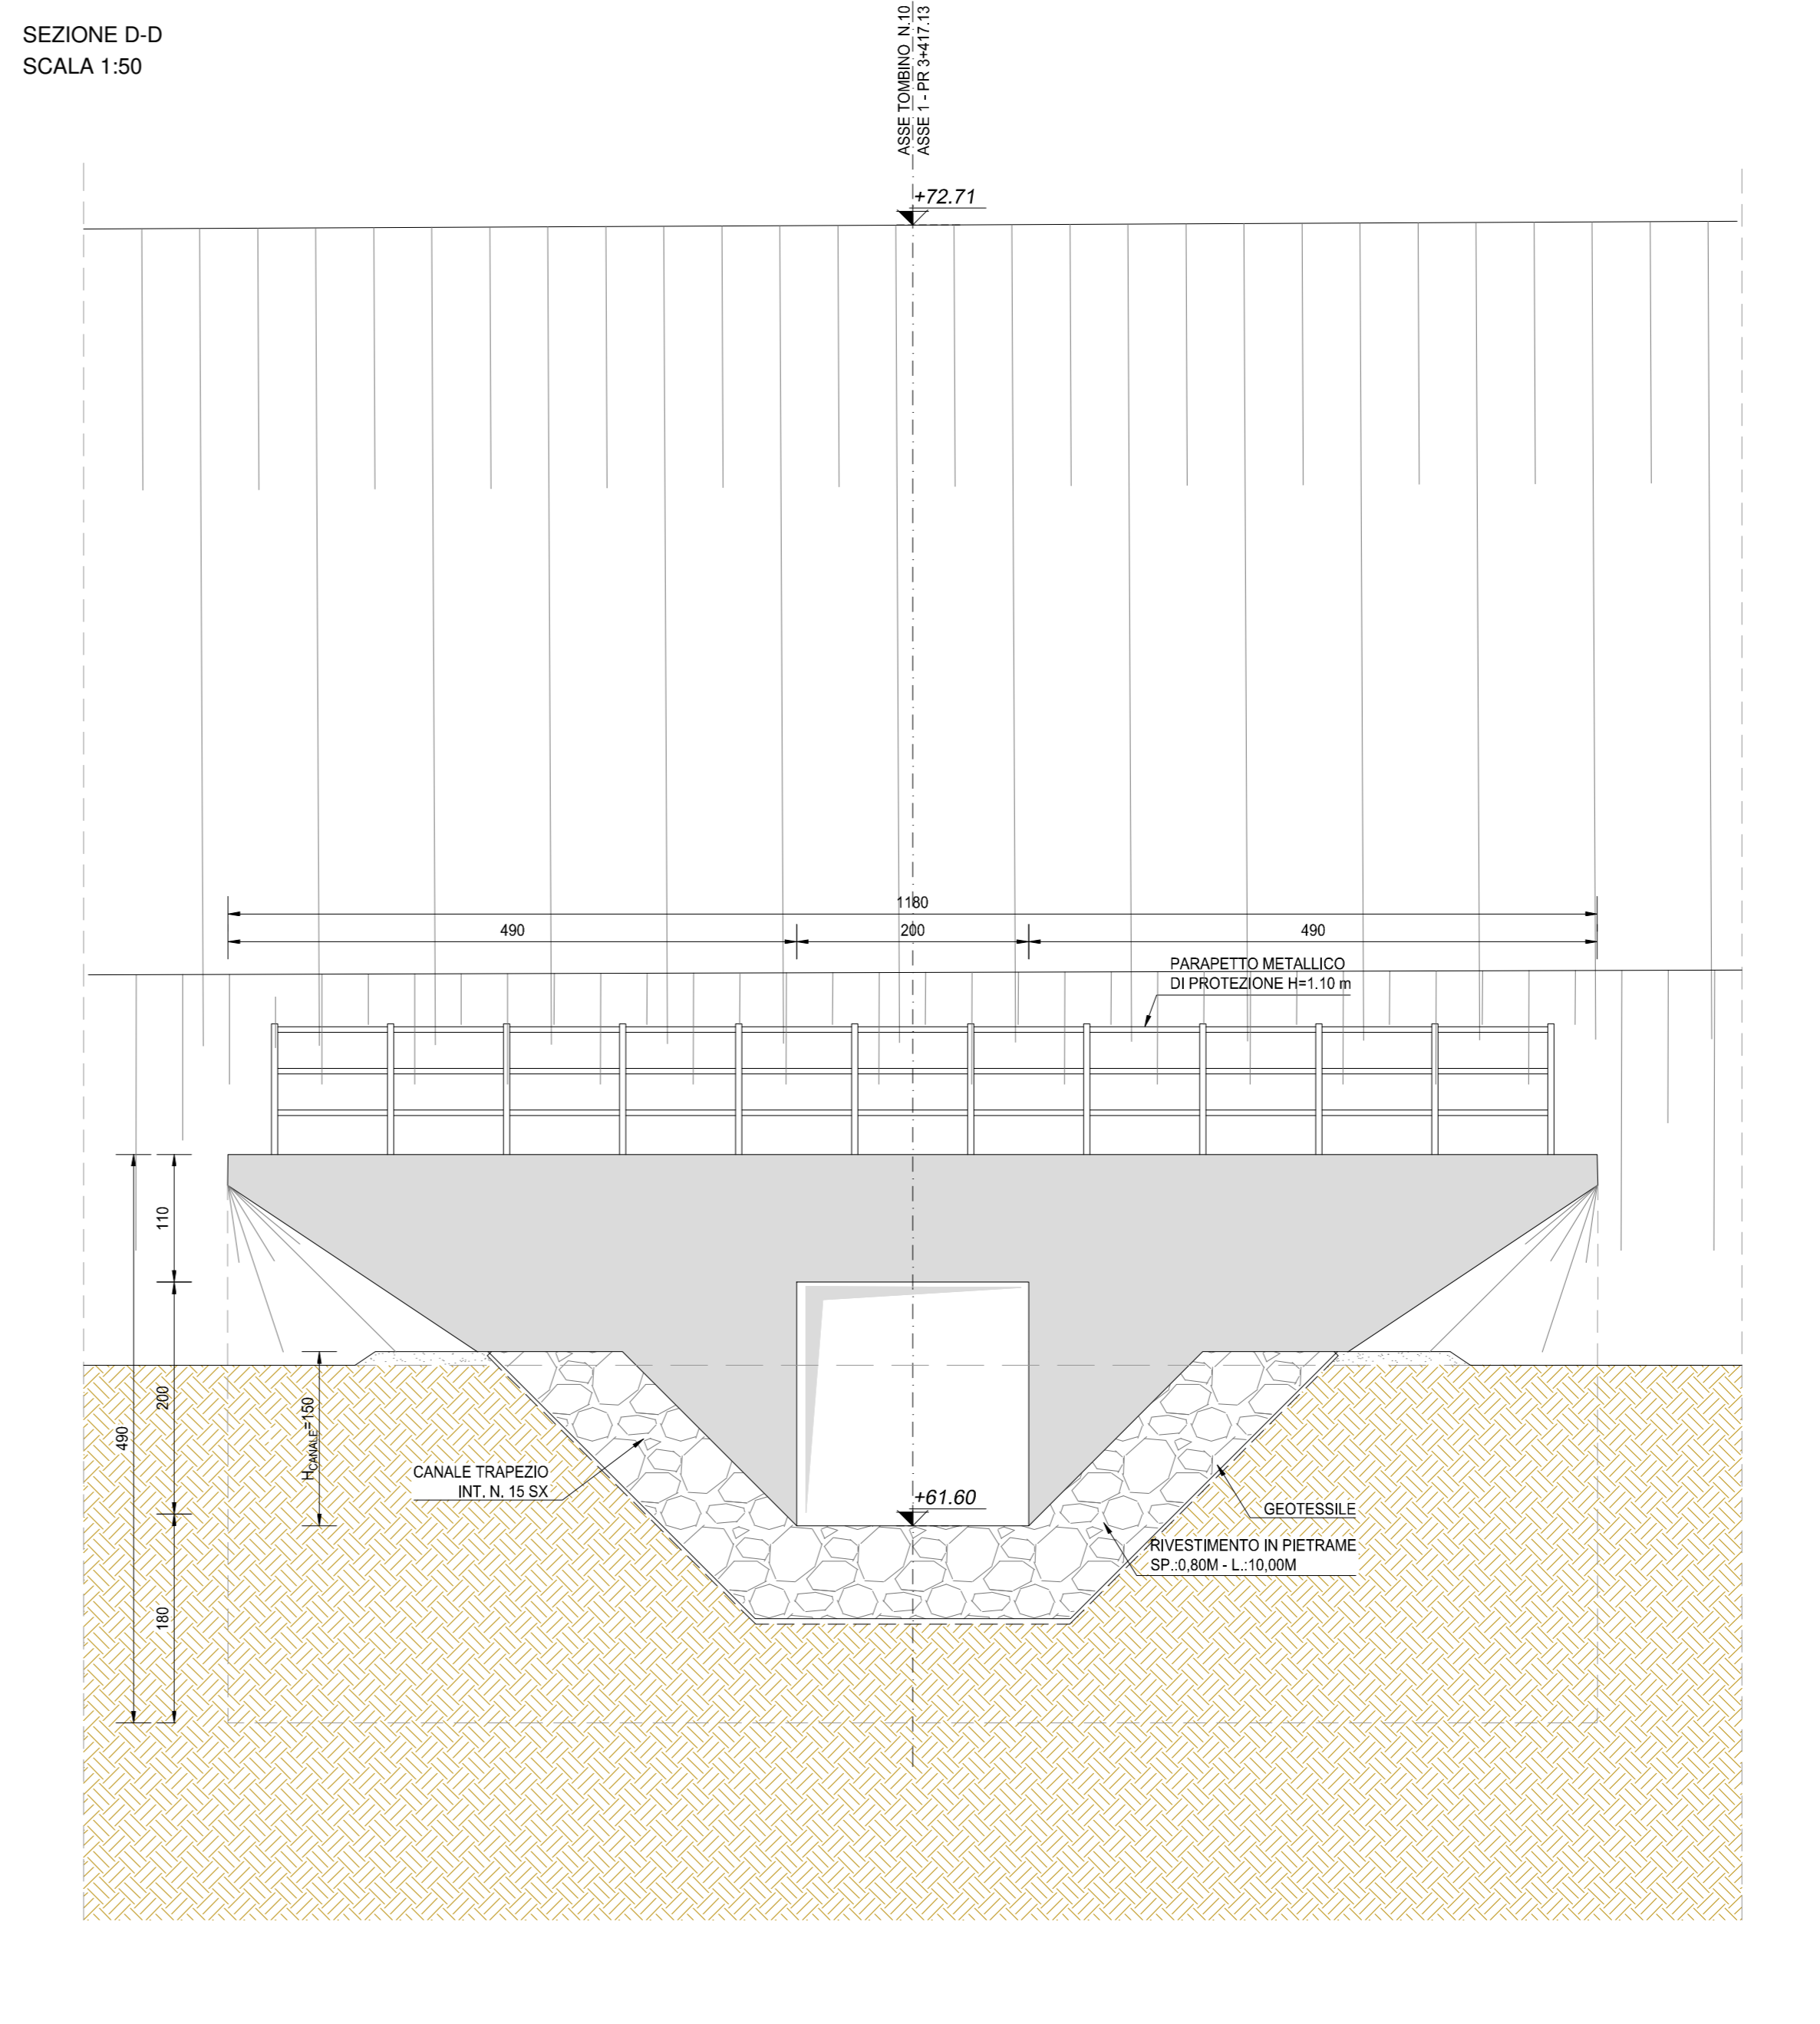 SEZIONE D-D
SCALA 1:50
ASSE TOMBINO N.10
ASSE 1 - PR 3+417.13
+72.71
1180
490
200
490
PARAPETTO METALLICO
DI PROTEZIONE H=1.10 m
110
200
490
180
HCANALE=150
CANALE TRAPEZIO
INT. N. 15 SX
+61.60
GEOTESSILE
RIVESTIMENTO IN PIETRAME
SP.:0,80M - L.:10,00M